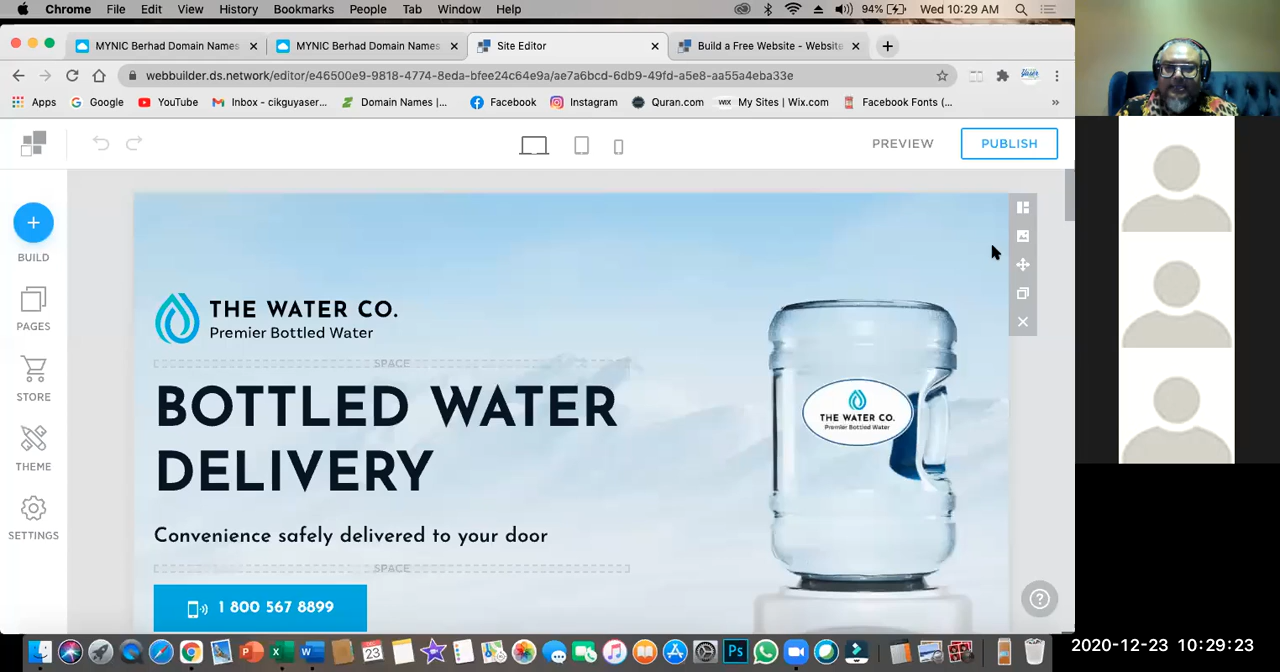 Chrome File Edit View History Bookmarks People Tab Window Help 94% Wed 10:29 AM
MYNIC Berhad Domain Names MYNIC Berhad Domain Names Site Editor Build a Free Website - Website
webbuilder.ds.network/editor/e46500e9-9818-4774-8eda-bfee24c64e9a/ae7a6bcd-6db9-49fd-a5e8-aa55a4eba33e
Apps Google YouTube Inbox - cikguyaser... Domain Names |... Facebook Instagram Quran.com WIX My Sites | Wix.com Facebook Fonts (...
PREVIEW PUBLISH
BUILD
PAGES
STORE
THEME
SETTINGS
THE WATER CO.
Premier Bottled Water
SPACE
BOTTLED WATER
DELIVERY
Convenience safely delivered to your door
SPACE
1 800 567 8899
THE WATER CO.
Premier Bottled Water
23
W
Ps
2020-12-23 10:29:23